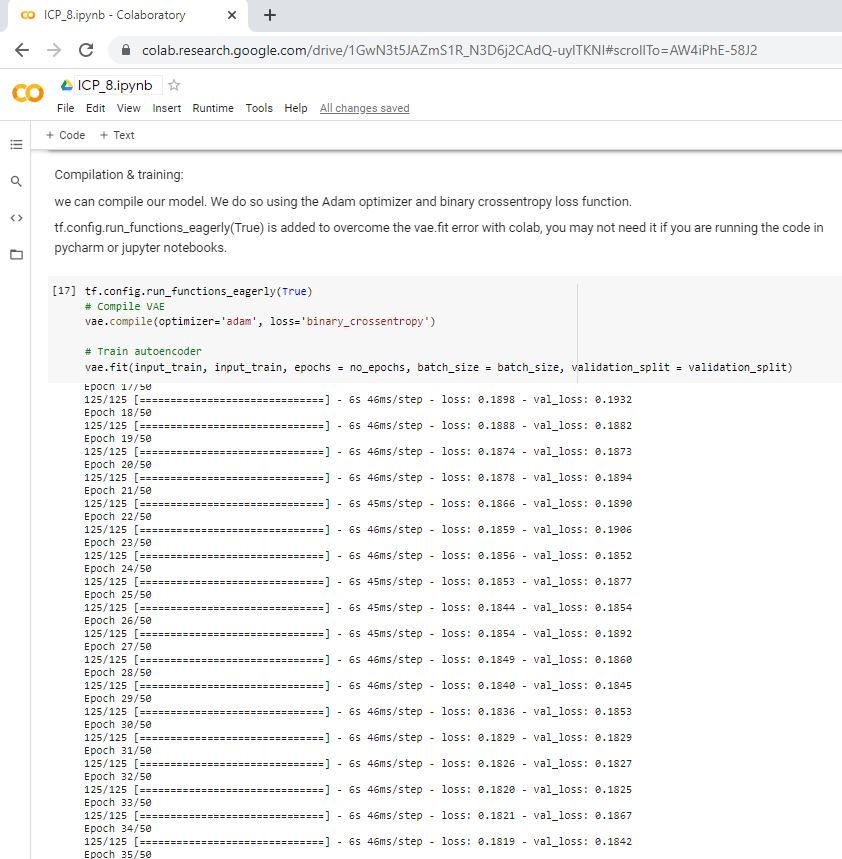 ICP_8.ipynb - Colaboratory
colab.research.google.com/drive/1GwN3t5JAZmS1R_N3D6j2CAdQ-uyITKNI#scrollTo=AW4iPhE-58J2
ICP_8.ipynb
File Edit View Insert Runtime Tools Help All changes saved
+ Code + Text
Compilation & training:
we can compile our model. We do so using the Adam optimizer and binary crossentropy loss function.
tf.config.run_functions_eagerly(True) is added to overcome the vae.fit error with colab, you may not need it if you are running the code in
pycharm or jupyter notebooks.
[17] tf.config.run_functions_eagerly(True)
# Compile VAE
vae.compile(optimizer='adam', loss='binary_crossentropy')
# Train autoencoder
vae.fit(input_train, input_train, epochs = no_epochs, batch_size = batch_size, validation_split = validation_split)
Epoch 17/50
125/125 [==============================] - 6s 46ms/step - loss: 0.1898 - val_loss: 0.1932
Epoch 18/50
125/125 [==============================] - 6s 46ms/step - loss: 0.1888 - val_loss: 0.1882
Epoch 19/50
125/125 [==============================] - 6s 46ms/step - loss: 0.1874 - val_loss: 0.1873
Epoch 20/50
125/125 [==============================] - 6s 46ms/step - loss: 0.1878 - val_loss: 0.1894
Epoch 21/50
125/125 [==============================] - 6s 45ms/step - loss: 0.1866 - val_loss: 0.1890
Epoch 22/50
125/125 [==============================] - 6s 46ms/step - loss: 0.1859 - val_loss: 0.1906
Epoch 23/50
125/125 [==============================] - 6s 46ms/step - loss: 0.1856 - val_loss: 0.1852
Epoch 24/50
125/125 [==============================] - 6s 45ms/step - loss: 0.1853 - val_loss: 0.1877
Epoch 25/50
125/125 [==============================] - 6s 45ms/step - loss: 0.1844 - val_loss: 0.1854
Epoch 26/50
125/125 [==============================] - 6s 45ms/step - loss: 0.1854 - val_loss: 0.1892
Epoch 27/50
125/125 [==============================] - 6s 46ms/step - loss: 0.1849 - val_loss: 0.1860
Epoch 28/50
125/125 [==============================] - 6s 46ms/step - loss: 0.1840 - val_loss: 0.1845
Epoch 29/50
125/125 [==============================] - 6s 46ms/step - loss: 0.1836 - val_loss: 0.1853
Epoch 30/50
125/125 [==============================] - 6s 46ms/step - loss: 0.1829 - val_loss: 0.1829
Epoch 31/50
125/125 [==============================] - 6s 46ms/step - loss: 0.1826 - val_loss: 0.1827
Epoch 32/50
125/125 [==============================] - 6s 46ms/step - loss: 0.1820 - val_loss: 0.1825
Epoch 33/50
125/125 [==============================] - 6s 46ms/step - loss: 0.1821 - val_loss: 0.1867
Epoch 34/50
125/125 [==============================] - 6s 46ms/step - loss: 0.1819 - val_loss: 0.1842
Epoch 35/50